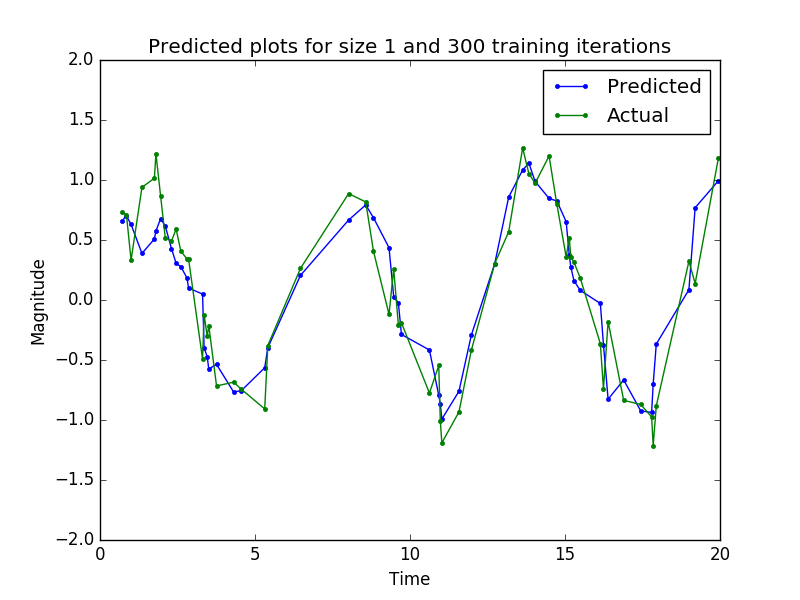 Predicted plots for size 1 and 300 training iterations
Predicted
Actual
2.0
1.5
1.0
0.5
0.0
−0.5
−1.0
−1.5
−2.0
Magnitude
0 5 10 15 20
Time